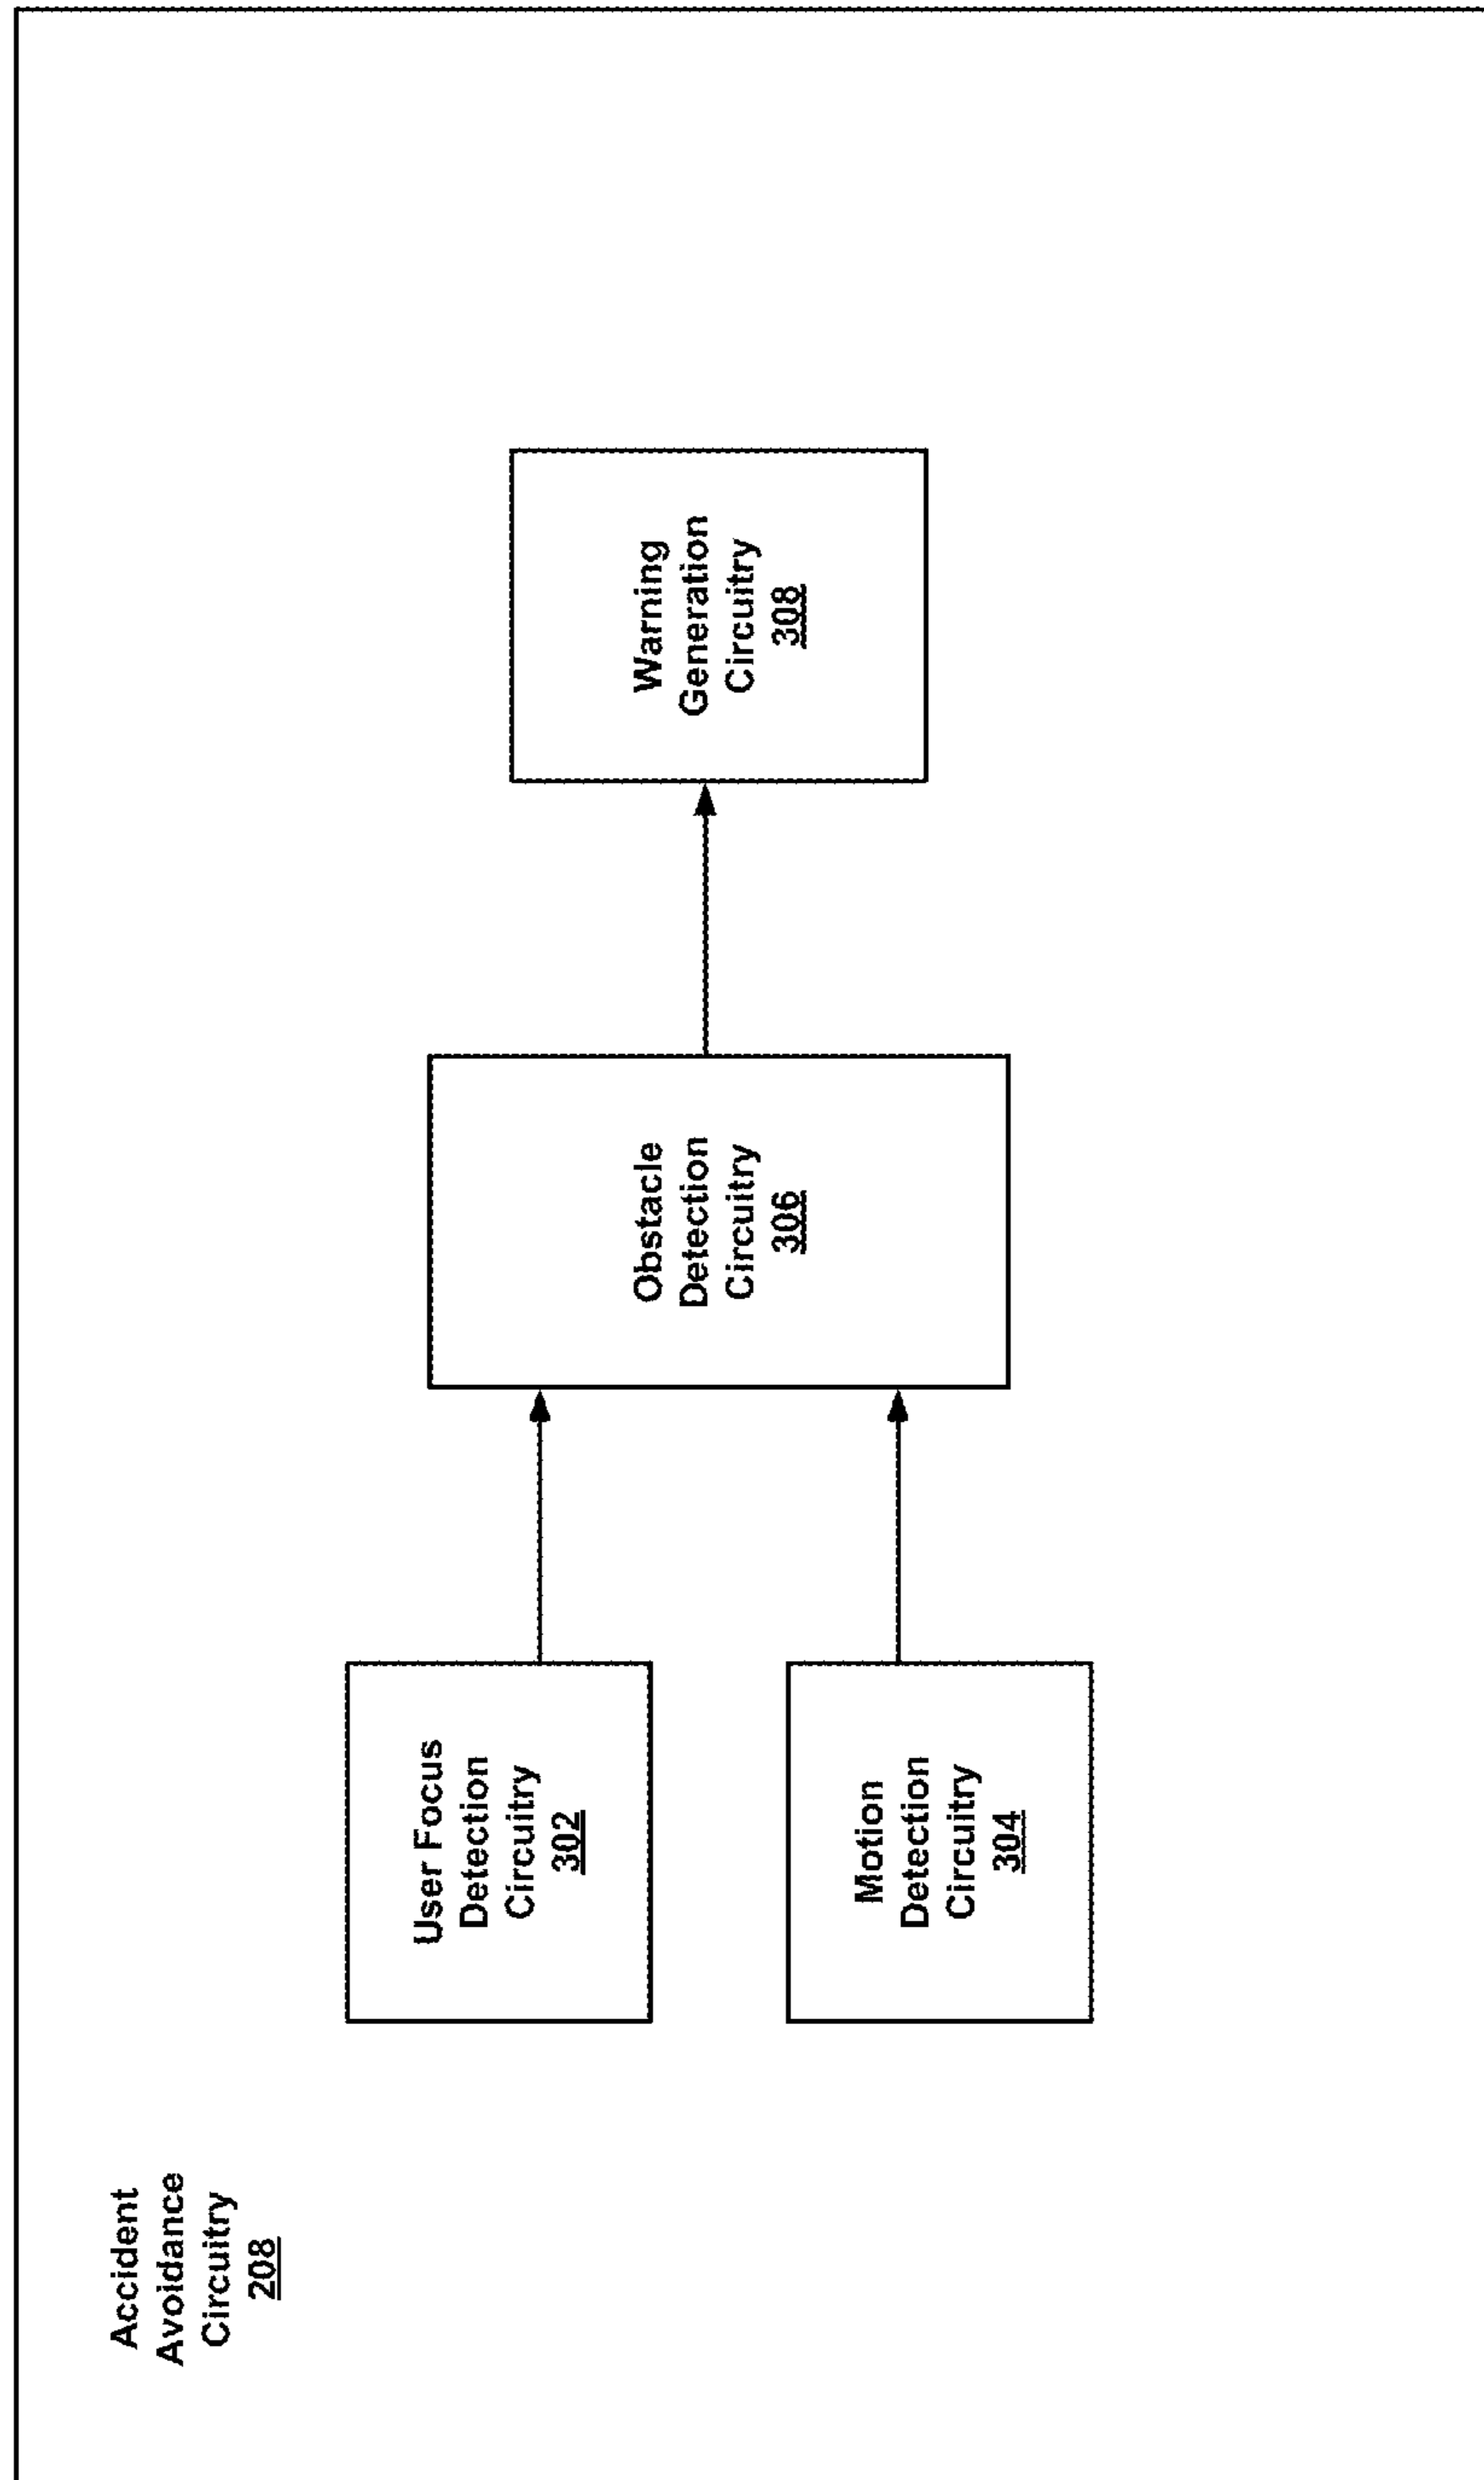 Accident
Avoidance
Circuitry
208
User Focus
Detection
Circuitry
302
Motion
Detection
Circuitry
304
Obstacle
Detection
Circuitry
306
Warning
Generation
Circuitry
308